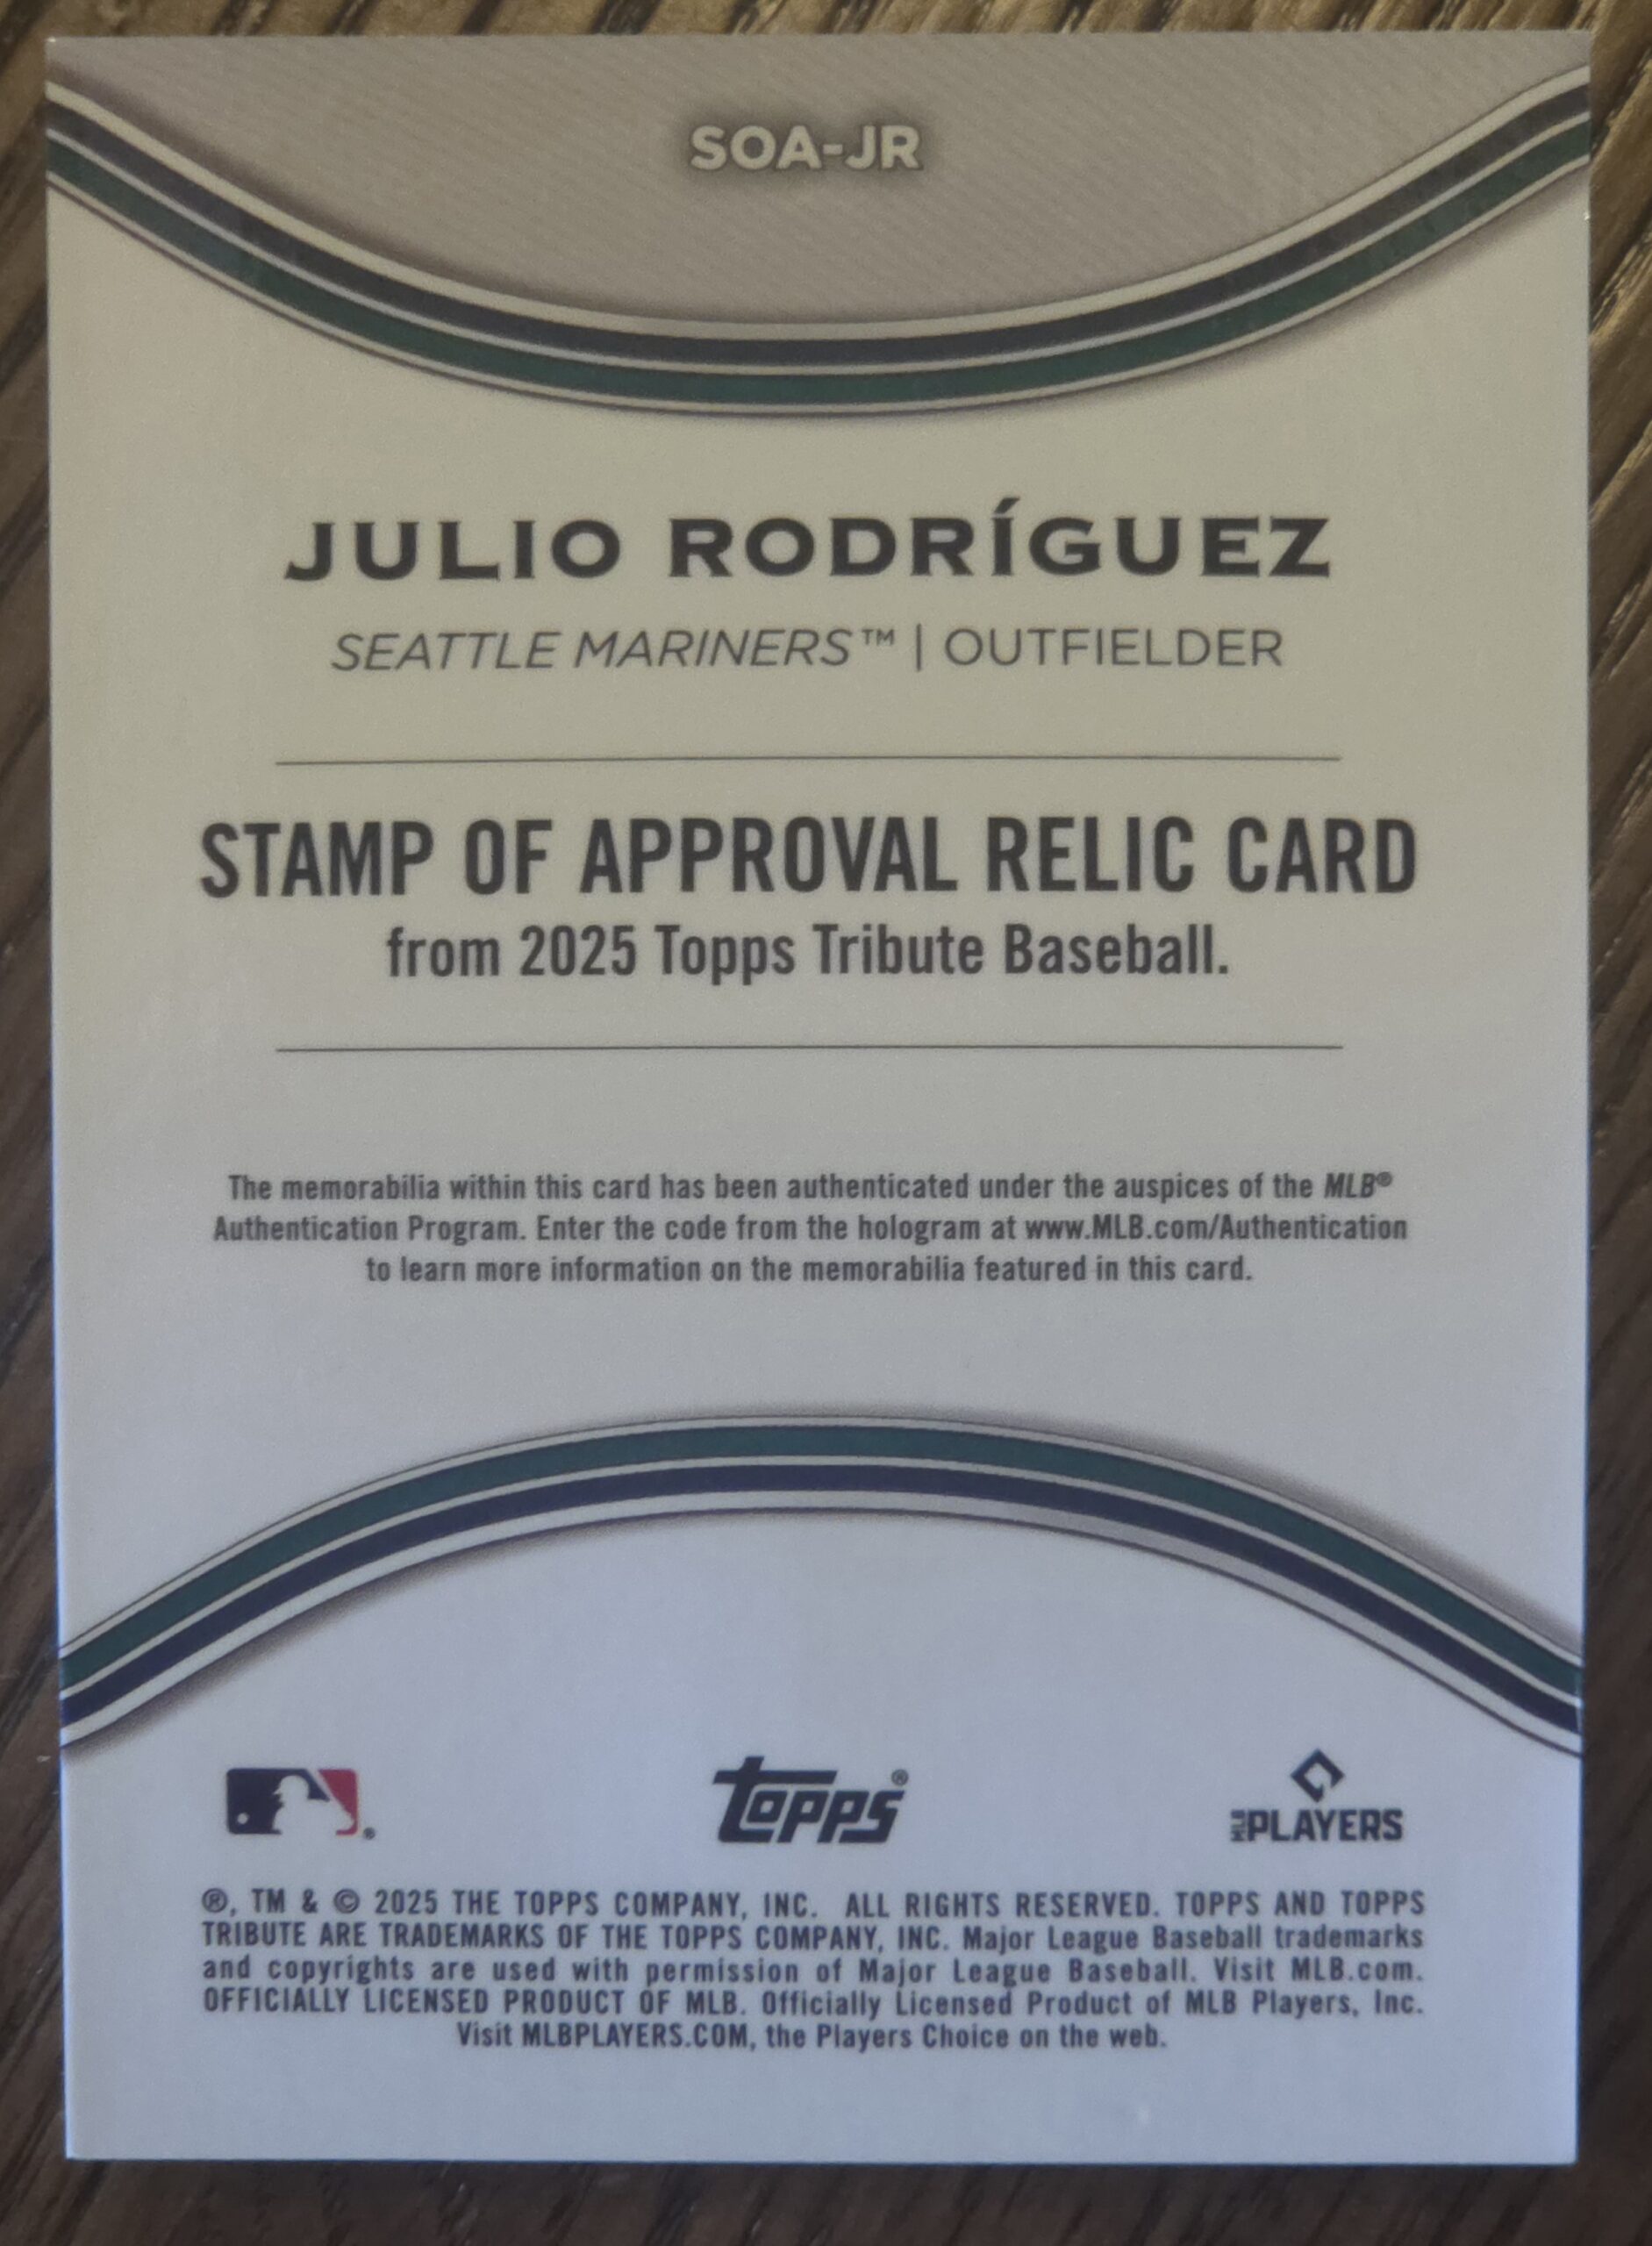 SOA-JR
JULIO RODRÍGUEZ
SEATTLE MARINERS™ | OUTFIELDER
STAMP OF APPROVAL RELIC CARD
from 2025 Topps Tribute Baseball.
The memorabilia within this card has been authenticated under the auspices of the MLB®
Authentication Program. Enter the code from the hologram at www.MLB.com/Authentication
to learn more information on the memorabilia featured in this card.
®
Topps®
MLB PLAYERS
®, TM & © 2025 THE TOPPS COMPANY, INC. ALL RIGHTS RESERVED. TOPPS AND TOPPS
TRIBUTE ARE TRADEMARKS OF THE TOPPS COMPANY, INC. Major League Baseball trademarks
and copyrights are used with permission of Major League Baseball. Visit MLB.com.
OFFICIALLY LICENSED PRODUCT OF MLB. Officially Licensed Product of MLB Players, Inc.
Visit MLBPLAYERS.COM, the Players Choice on the web.